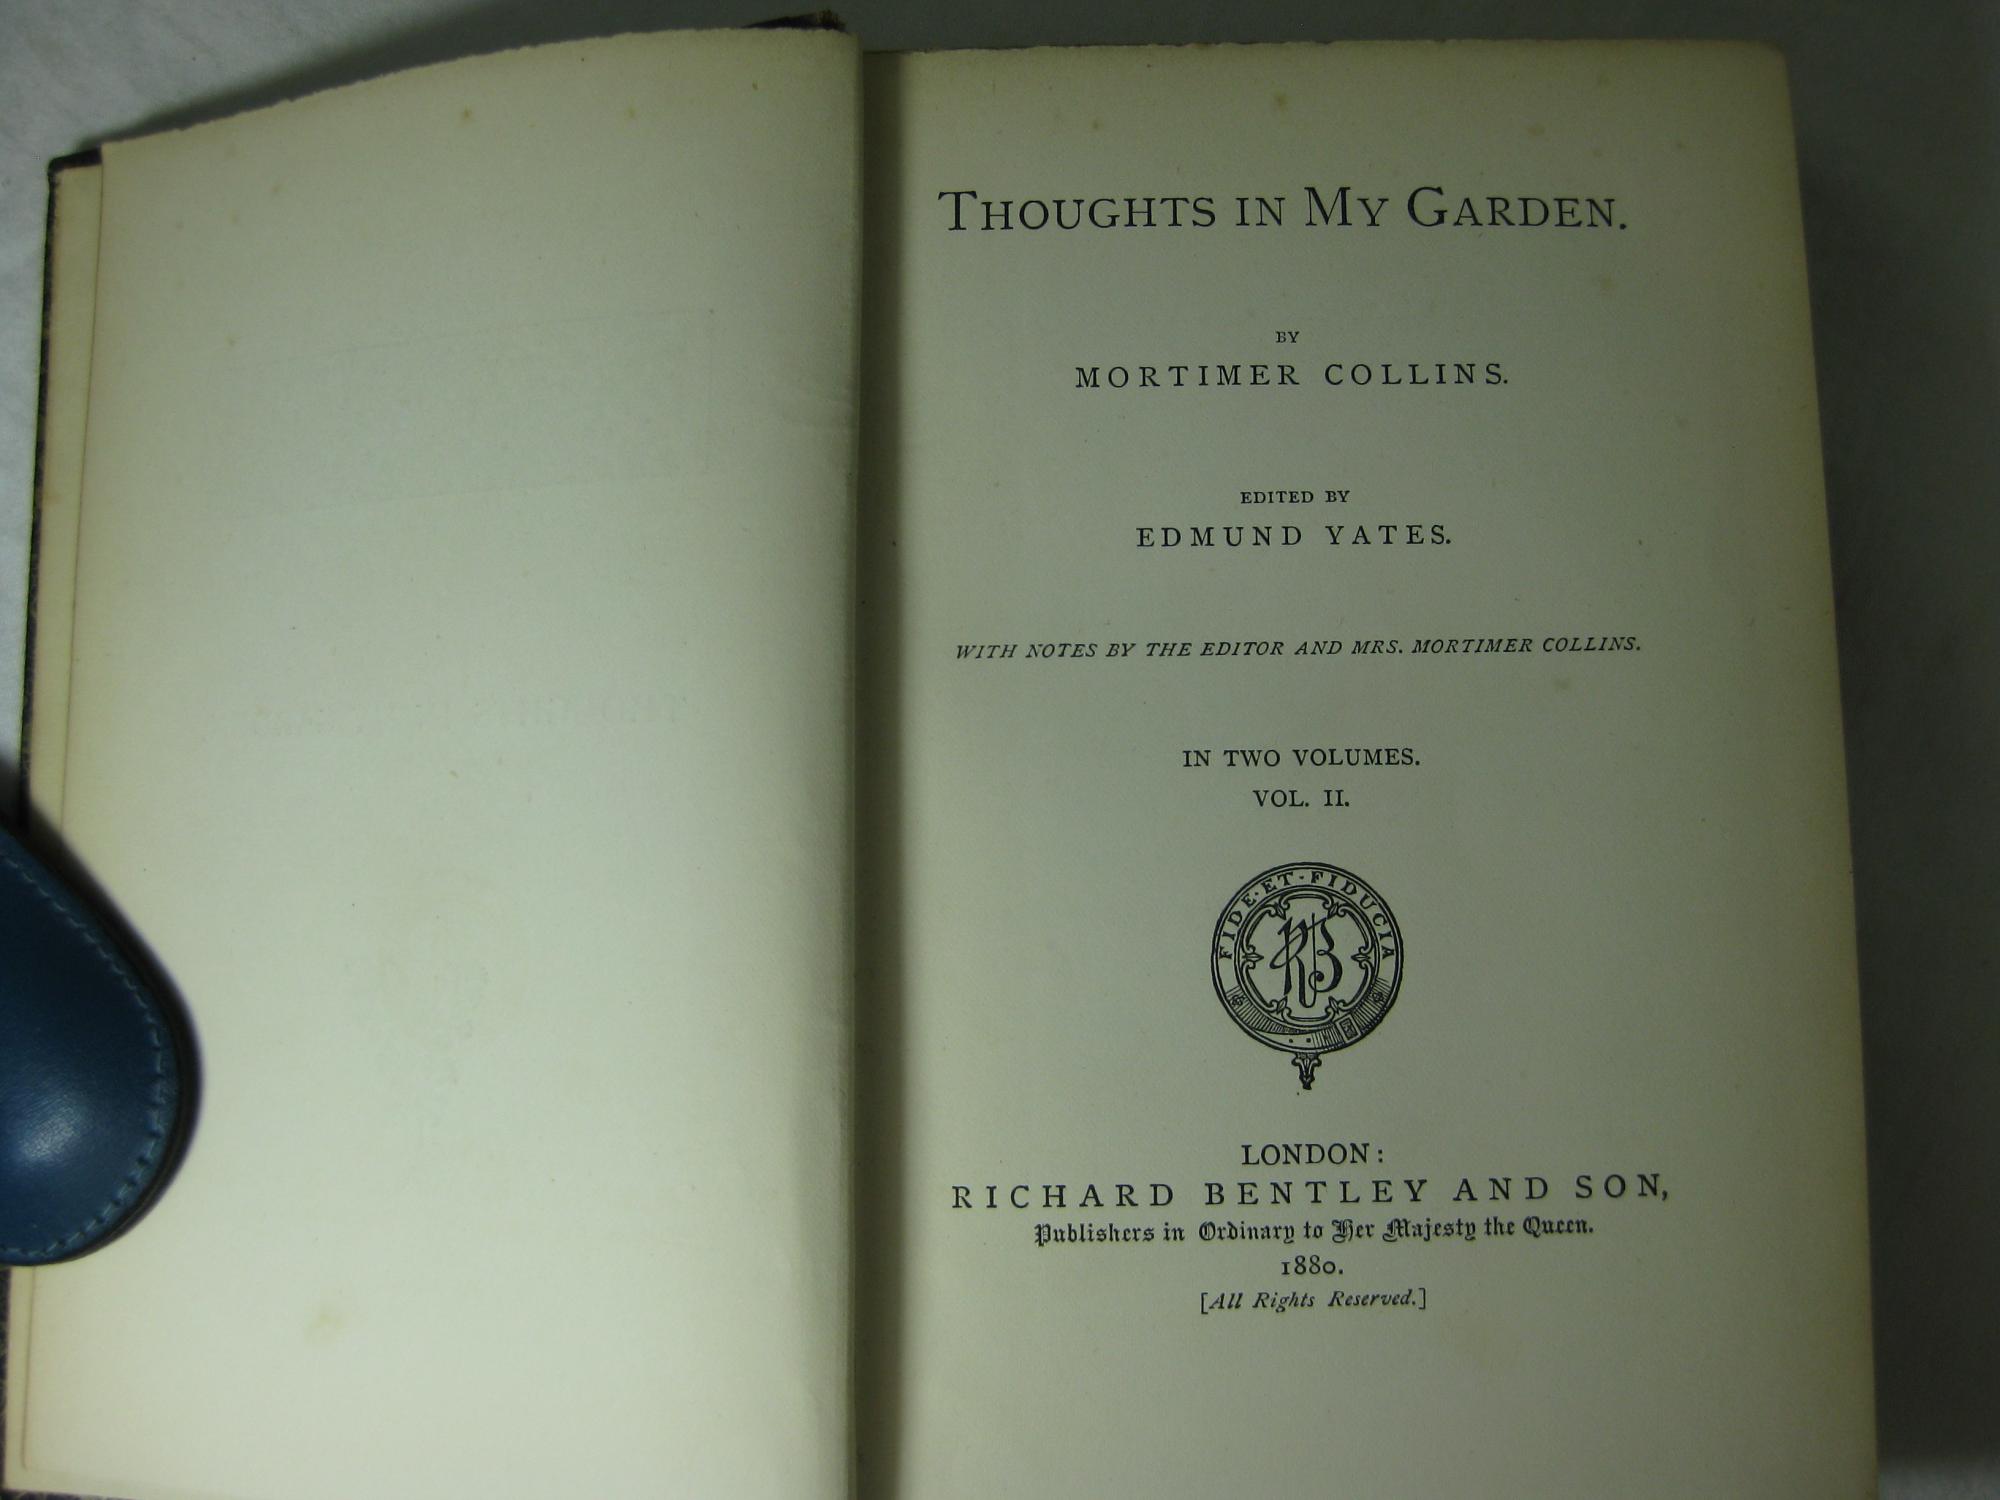 THOUGHTS IN MY GARDEN.
BY
MORTIMER COLLINS.
EDITED BY
EDMUND YATES.
WITH NOTES BY THE EDITOR AND MRS. MORTIMER COLLINS.
IN TWO VOLUMES.
VOL. II.
FIDE·ET·FIDUCIA
RB
LONDON:
RICHARD BENTLEY AND SON,
Publishers in Ordinary to Her Majesty the Queen.
1880.
[All Rights Reserved.]